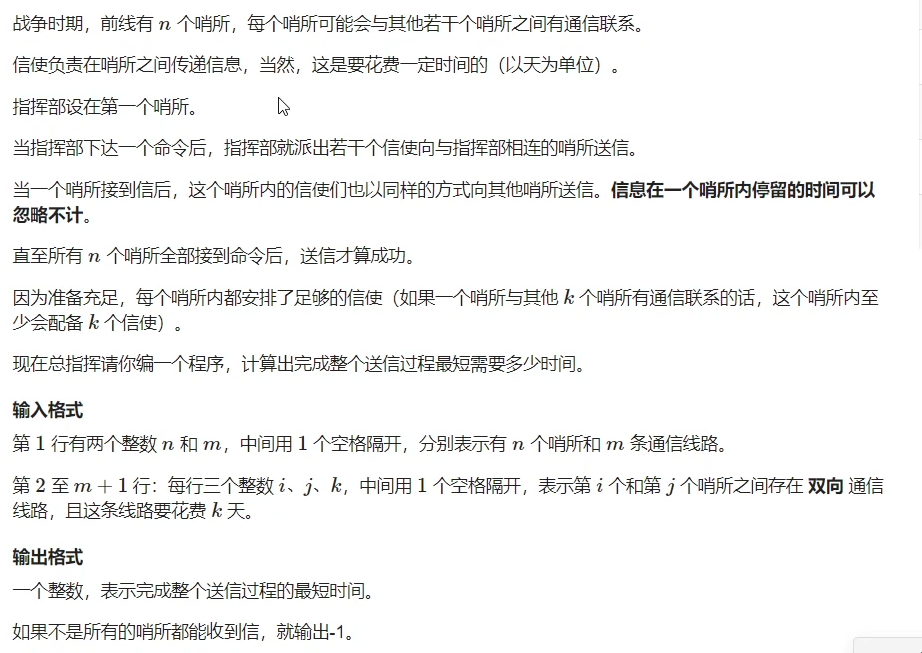 战争时期，前线有 n 个哨所，每个哨所可能会与其他若干个哨所之间有通信联系。
信使负责在哨所之间传递信息，当然，这是要花费一定时间的（以天为单位）。
指挥部设在第一个哨所。
当指挥部下达一个命令后，指挥部就派出若干个信使向与指挥部相连的哨所送信。
当一个哨所接到信后，这个哨所内的信使们也以同样的方式向其他哨所送信。信息在一个哨所内停留的时间可以
忽略不计。
直至所有 n 个哨所全部接到命令后，送信才算成功。
因为准备充足，每个哨所内都安排了足够的信使（如果一个哨所与其他 k 个哨所有通信联系的话，这个哨所内至
少会配备 k 个信使）。
现在总指挥请你编一个程序，计算出完成整个送信过程最短需要多少时间。
输入格式
第 1 行有两个整数 n 和 m，中间用 1 个空格隔开，分别表示有 n 个哨所和 m 条通信线路。
第 2 至 m + 1 行：每行三个整数 i、j、k，中间用 1 个空格隔开，表示第 i 个和第 j 个哨所之间存在 双向 通信
线路，且这条线路要花费 k 天。
输出格式
一个整数，表示完成整个送信过程的最短时间。
如果不是所有的哨所都能收到信，就输出-1。